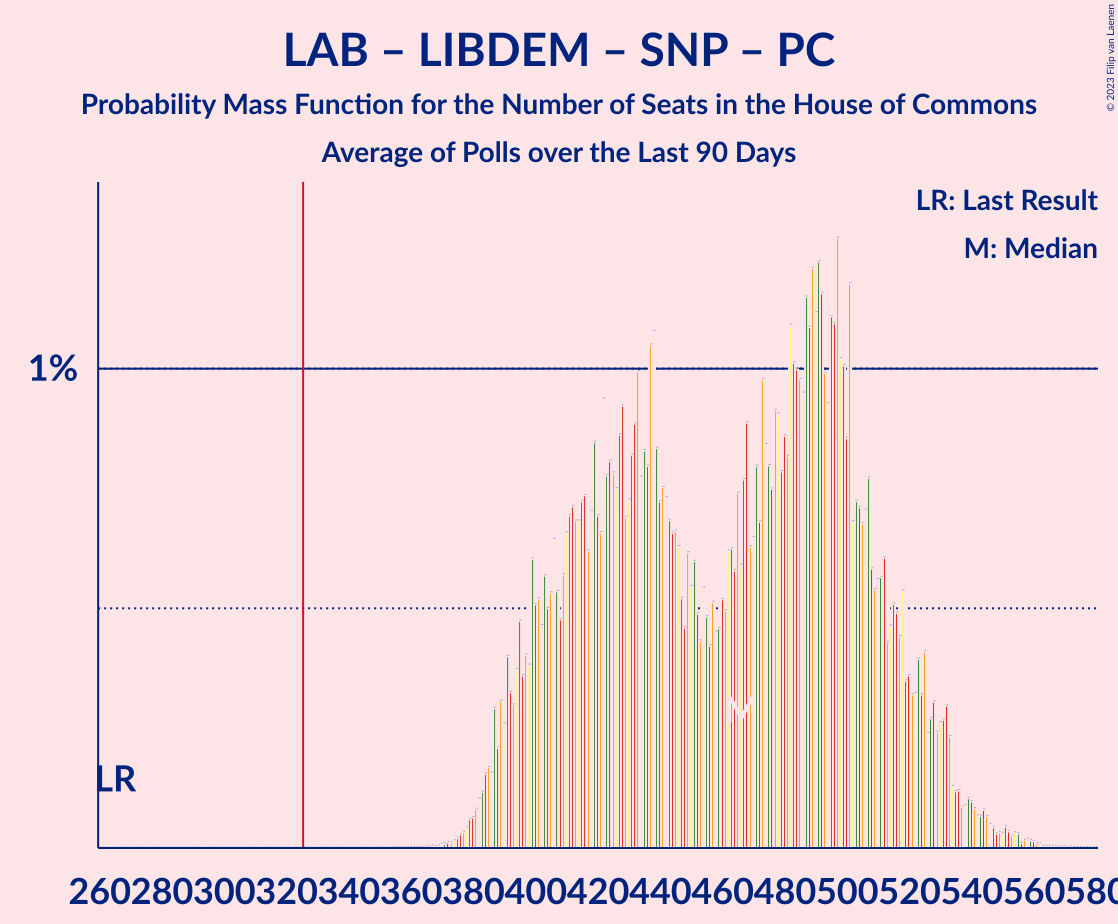 LAB – LIBDEM – SNP – PC
Probability Mass Function for the Number of Seats in the House of Commons
Average of Polls over the Last 90 Days
© 2023 Filip van Laenen
LR: Last Result
M: Median
1%
LR
M
260 280 300 320 340 360 380 400 420 440 460 480 500 520 540 560 580